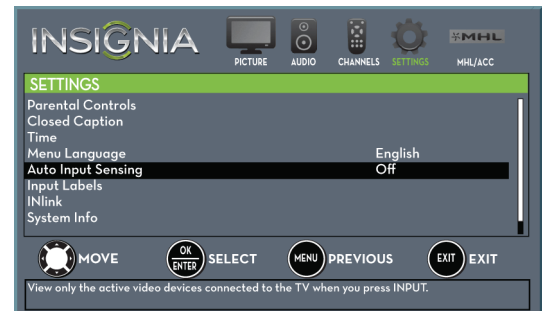 INSIGNIA
PICTURE AUDIO CHANNELS SETTINGS MHL MHL/ACC
SETTINGS
Parental Controls
Closed Caption
Time
Menu Language English
Auto Input Sensing Off
Input Labels
INlink
System Info
MOVE OK ENTER SELECT MENU PREVIOUS EXIT EXIT
View only the active video devices connected to the TV when you press INPUT.